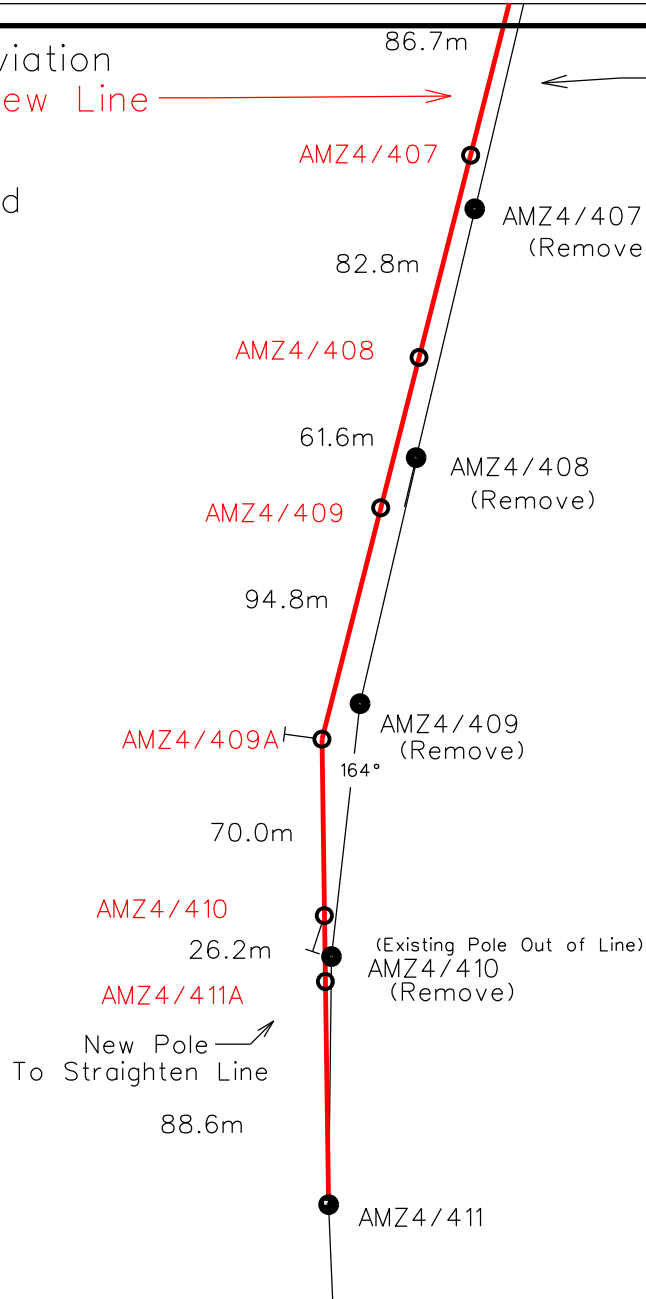 86.7m
viation
ew Line
AMZ4/407
d
AMZ4/407
(Remove
82.8m
AMZ4/408
61.6m
AMZ4/408
(Remove)
AMZ4/409
94.8m
AMZ4/409
(Remove)
AMZ4/409A
164°
70.0m
AMZ4/410
26.2m
(Existing Pole Out of Line)
AMZ4/410
(Remove)
AMZ4/411A
New Pole
To Straighten Line
88.6m
AMZ4/411